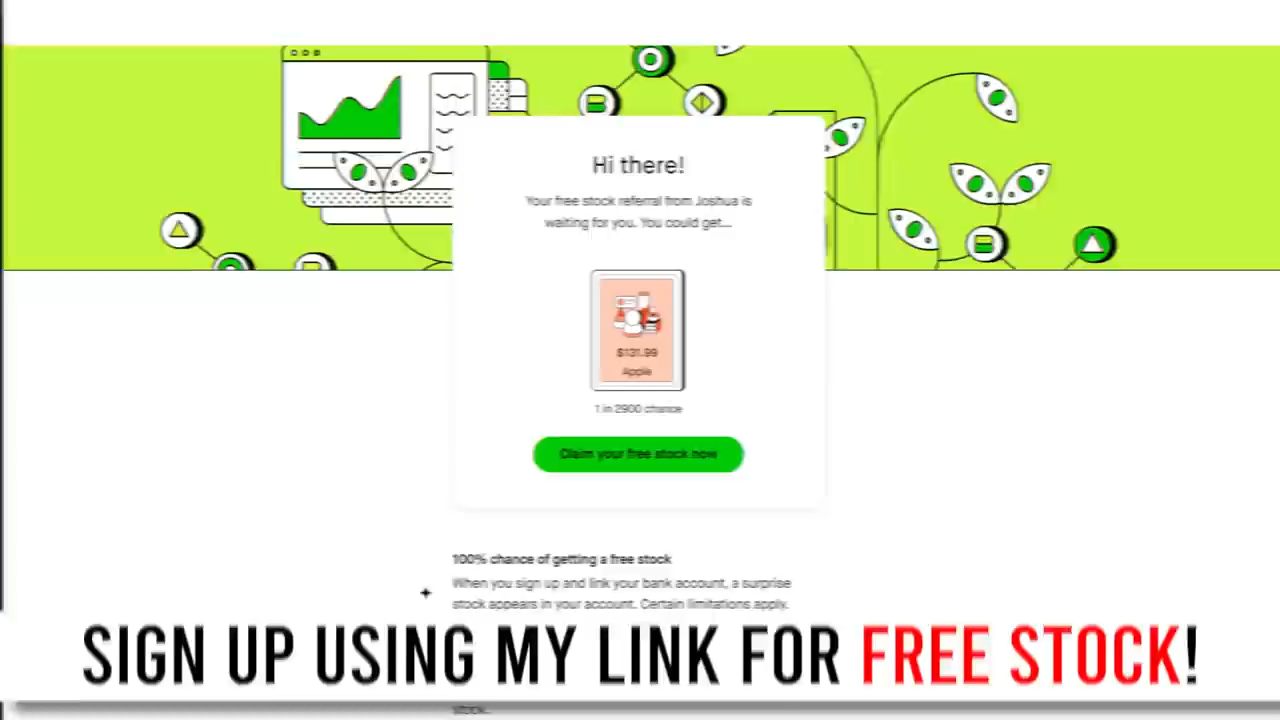 Hi there!
Your free stock referral from Joshua is
waiting for you. You could get...
$131.99
Apple
1 in 2900 chance
Claim your free stock now
100% chance of getting a free stock
When you sign up and link your bank account, a surprise
stock appears in your account. Certain limitations apply.
SIGN UP USING MY LINK FOR FREE STOCK!
stock.